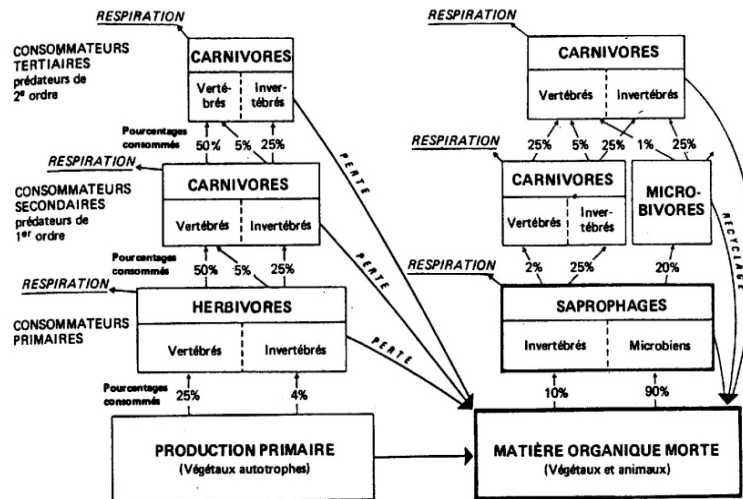 RESPIRATION
CONSOMMATEURS
TERTIAIRES
prédateurs de
2e ordre
CARNIVORES
Verté-
brés
Inver-
tébrés
Pourcentages
consommés
50%
5%
25%
RESPIRATION
CONSOMMATEURS
SECONDAIRES
prédateurs de
1er ordre
CARNIVORES
Vertébrés
Invertébrés
Pourcentages
consommés
50%
5%
25%
RESPIRATION
CONSOMMATEURS
PRIMAIRES
HERBIVORES
Vertébrés
Invertébrés
Pourcentages
consommés
25%
4%
PRODUCTION PRIMAIRE
(Végétaux autotrophes)
PERTE
PERTE
PERTE
RESPIRATION
CARNIVORES
Vertébrés
Invertébrés
25%
5%
25%
1%
25%
RESPIRATION
CARNIVORES
Vertébrés
Inver-
tébrés
MICRO-
BIVORES
2%
25%
20%
RESPIRATION
SAPROPHAGES
Invertébrés
Microbiens
10%
90%
RECYCLAGE
MATIÈRE ORGANIQUE MORTE
(Végétaux et animaux)